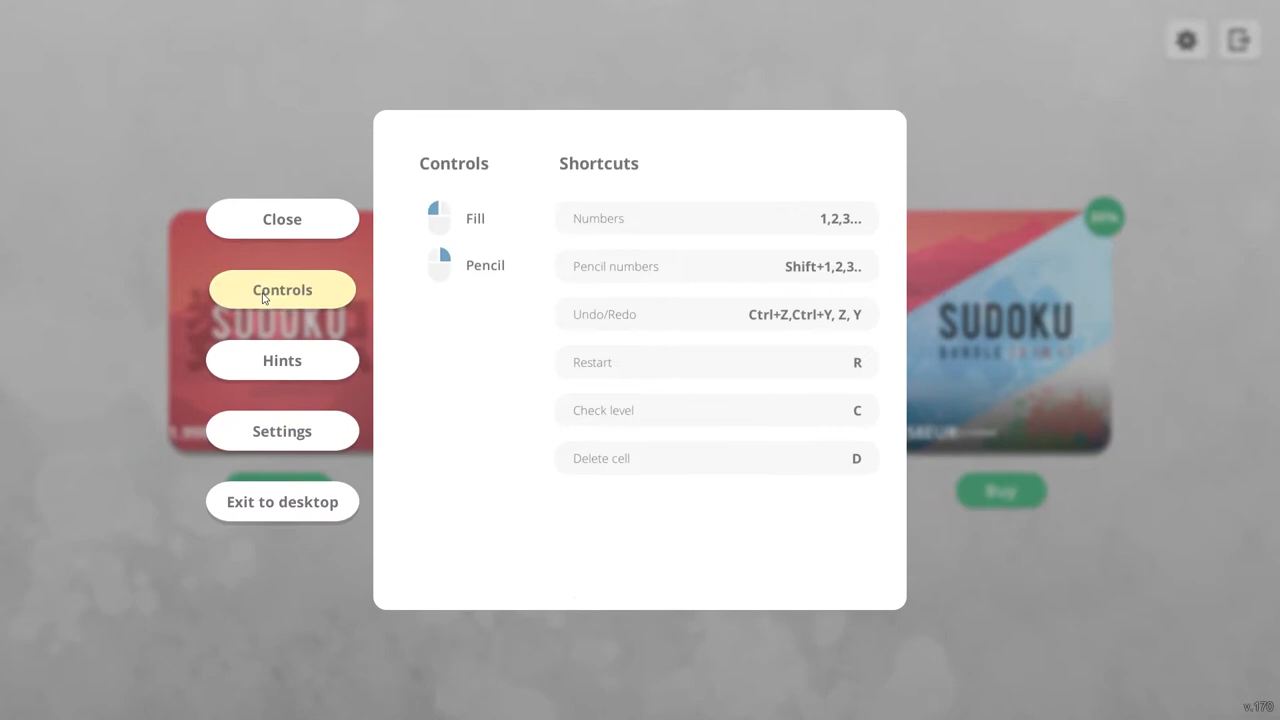 Controls
Shortcuts
Close
Fill
Numbers
1,2,3...
Pencil
Pencil numbers
Shift+1,2,3..
Controls
Undo/Redo
Ctrl+Z,Ctrl+Y, Z, Y
SUDOKU
SUDOKU
Hints
Restart
R
Check level
C
Settings
Delete cell
D
Exit to desktop
Buy
v.170